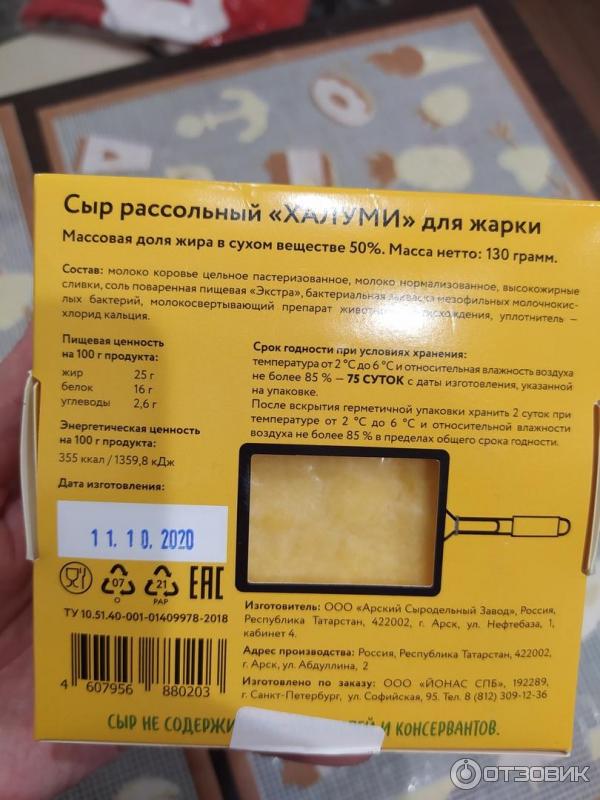 Сыр рассольный «ХАЛУМИ» для жарки
Массовая доля жира в сухом веществе 50%. Масса нетто: 130 грамм.
Состав: молоко коровье цельное пастеризованное, молоко нормализованное, высокожирные
сливки, соль поваренная пищевая «Экстра», бактериальная закваска мезофильных молочнокис-
лых бактерий, молокосвертывающий препарат животного происхождения, уплотнитель –
хлорид кальция.
Пищевая ценность
на 100 г продукта:
жир 25 г
белок 16 г
углеводы 2,6 г
Энергетическая ценность
на 100 г продукта:
355 ккал / 1359,8 кДж
Дата изготовления:
11.10.2020
Срок годности при условиях хранения:
температура от 2 °С до 6 °С и относительная влажность воздуха
не более 85 % – 75 СУТОК с даты изготовления, указанной
на упаковке.
После вскрытия герметичной упаковки хранить 2 суток при
температуре от 2 °С до 6 °С и относительной влажности
воздуха не более 85 % в пределах общего срока годности.
07
O
21
PAP
EAC
ТУ 10.51.40-001-01409978-2018
4 607956 880203
Изготовитель: ООО «Арский Сыродельный Завод», Россия,
Республика Татарстан, 422002, г. Арск, ул. Нефтебаза, 1,
кабинет 4.
Адрес производства: Россия, Республика Татарстан, 422002,
г. Арск, ул. Абдуллина, 2
Изготовлено по заказу: ООО «ЙОНАС СПБ», 192289,
г. Санкт-Петербург, ул. Софийская, 95. Тел. 8 (812) 309-12-36
СЫР НЕ СОДЕРЖИ И КОНСЕРВАНТОВ.
ОТЗОВИК